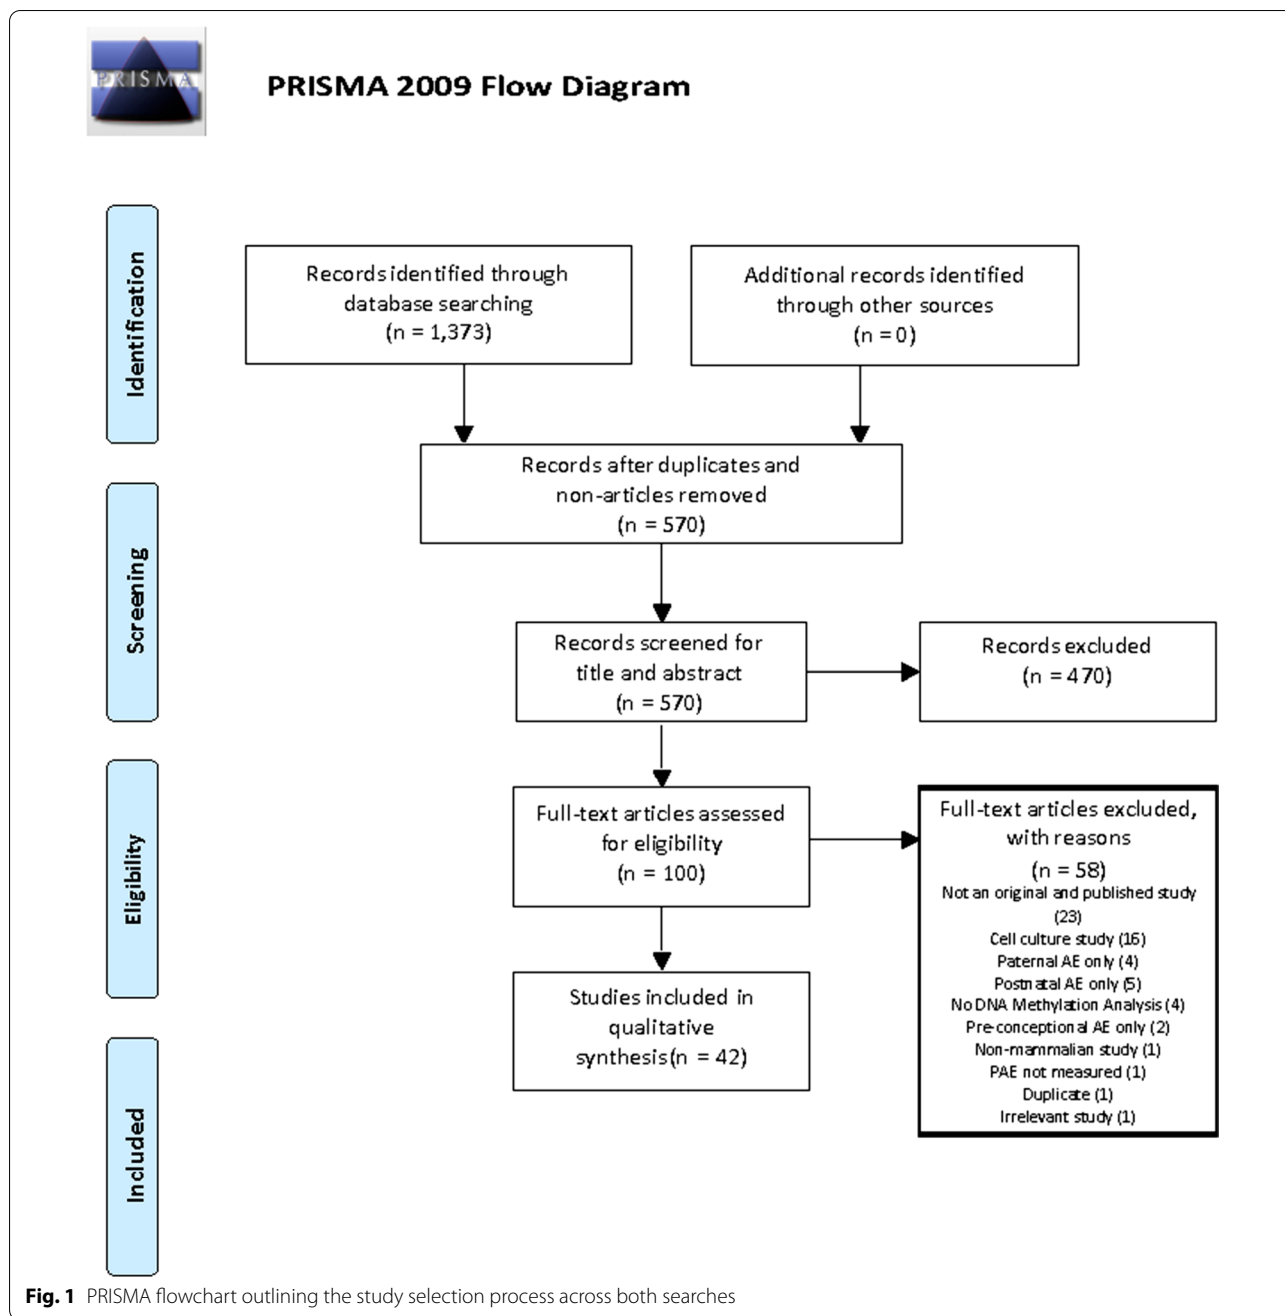 PRISMA
PRISMA 2009 Flow Diagram
Identification
Records identified through
database searching
(n = 1,373)
Additional records identified
through other sources
(n = 0)
Records after duplicates and
non-articles removed
(n = 570)
Screening
Records screened for
title and abstract
(n = 570)
Records excluded
(n = 470)
Eligibility
Full-text articles assessed
for eligibility
(n = 100)
Full-text articles excluded,
with reasons
(n = 58)
Not an original and published study
(23)
Cell culture study (16)
Paternal AE only (4)
Postnatal AE only (5)
No DNA Methylation Analysis (4)
Pre-conceptional AE only (2)
Non-mammalian study (1)
PAE not measured (1)
Duplicate (1)
Irrelevant study (1)
Included
Studies included in
qualitative
synthesis (n = 42)
Fig. 1 PRISMA flowchart outlining the study selection process across both searches